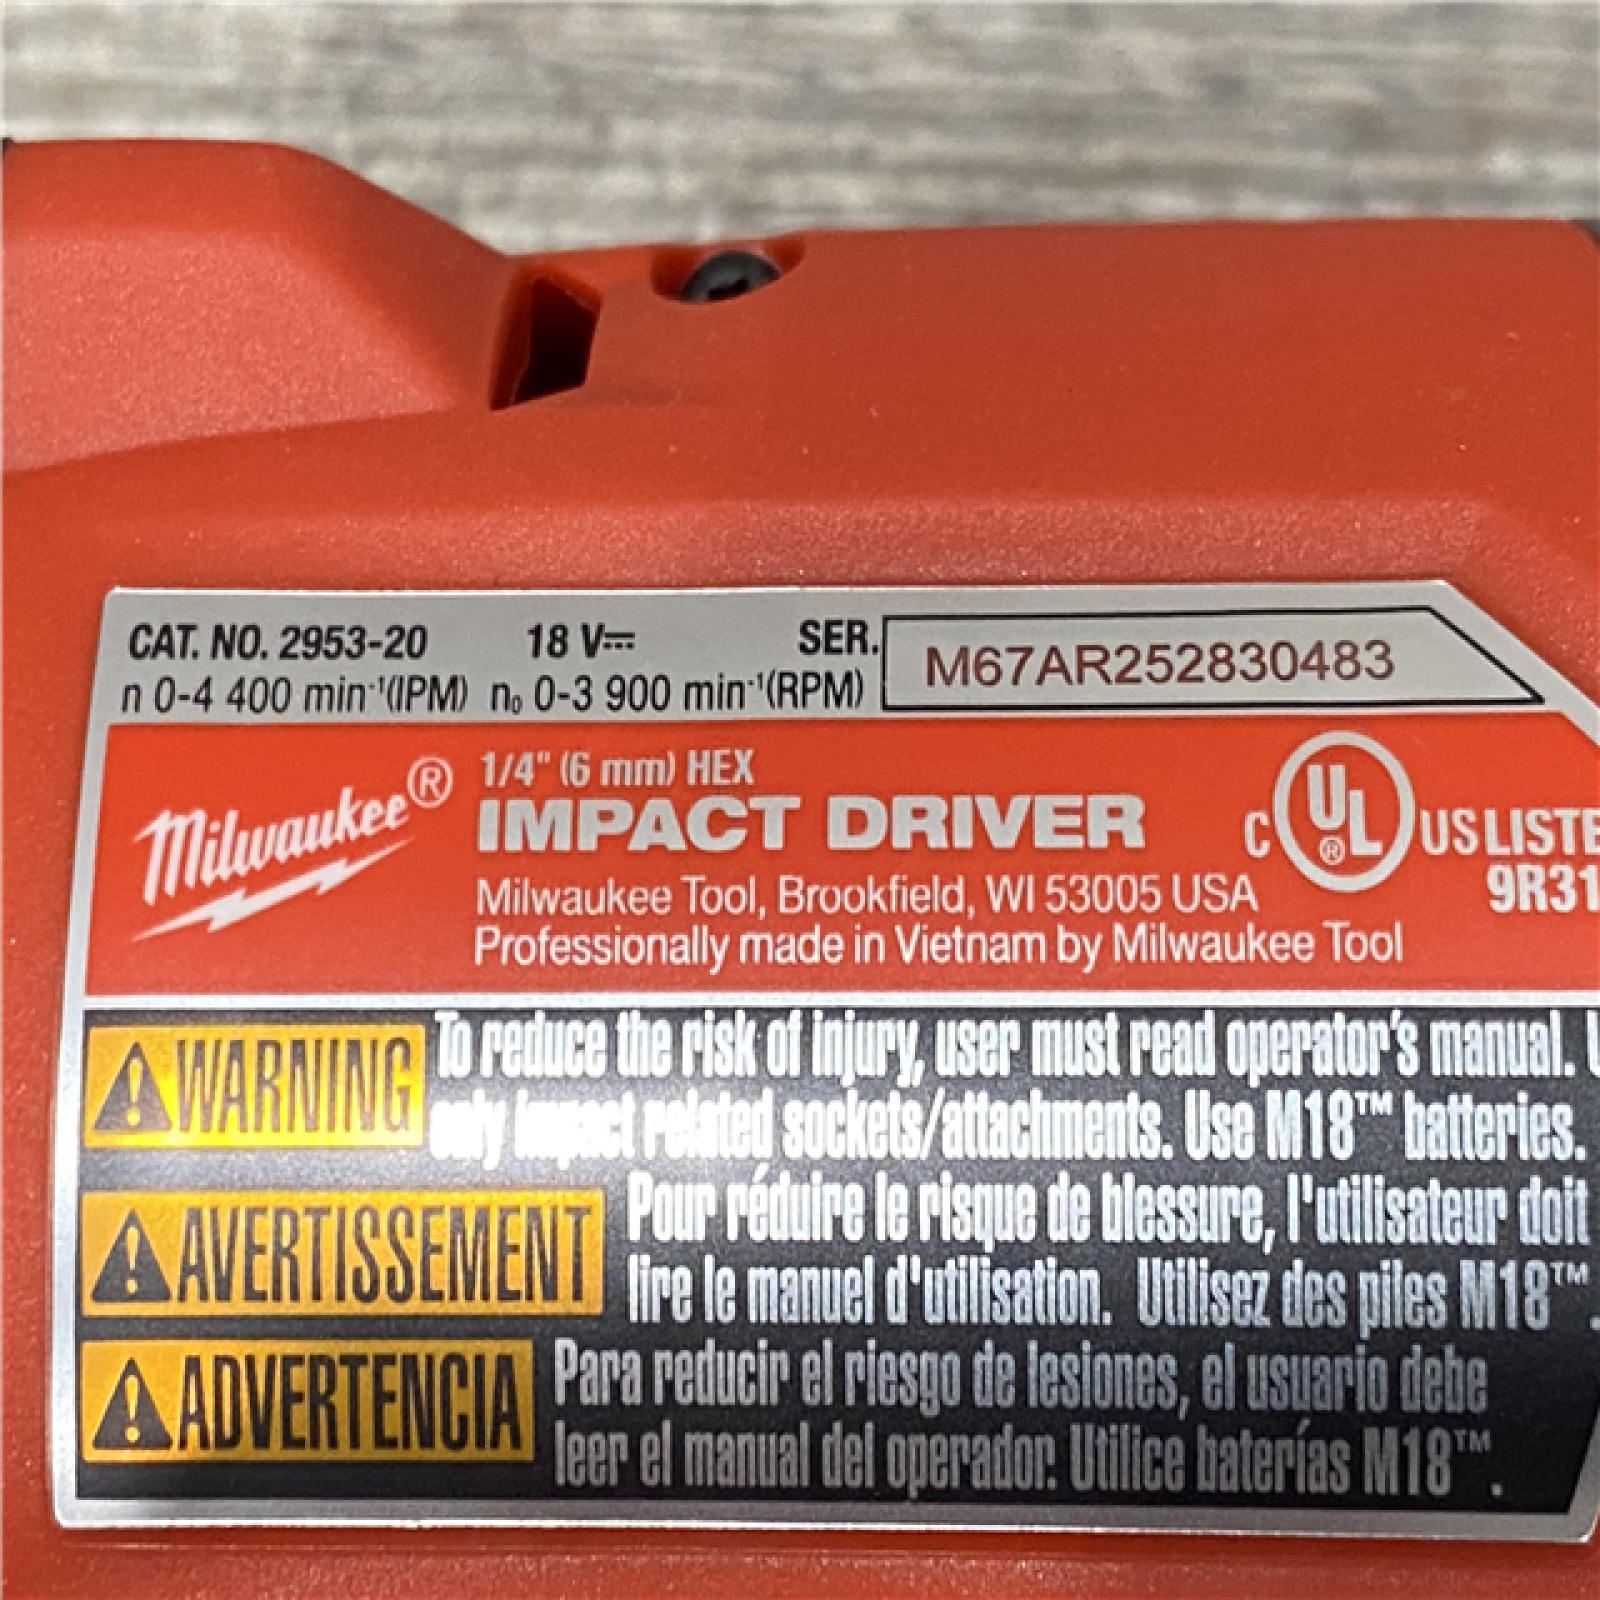 CAT. NO. 2953-20 18 V⎓ SER. M67AR252830483
n 0-4 400 min⁻¹(IPM) n₀ 0-3 900 min⁻¹(RPM)
Milwaukee®
1/4" (6 mm) HEX
IMPACT DRIVER
Milwaukee Tool, Brookfield, WI 53005 USA
Professionally made in Vietnam by Milwaukee Tool
C UL® US LISTE
9R31
⚠WARNING To reduce the risk of injury, user must read operator's manual.
only impact related sockets/attachments. Use M18™ batteries.
⚠AVERTISSEMENT Pour réduire le risque de blessure, l'utilisateur doit
lire le manuel d'utilisation. Utilisez des piles M18™.
⚠ADVERTENCIA Para reducir el riesgo de lesiones, el usuario debe
leer el manual del operador. Utilice baterías M18™.